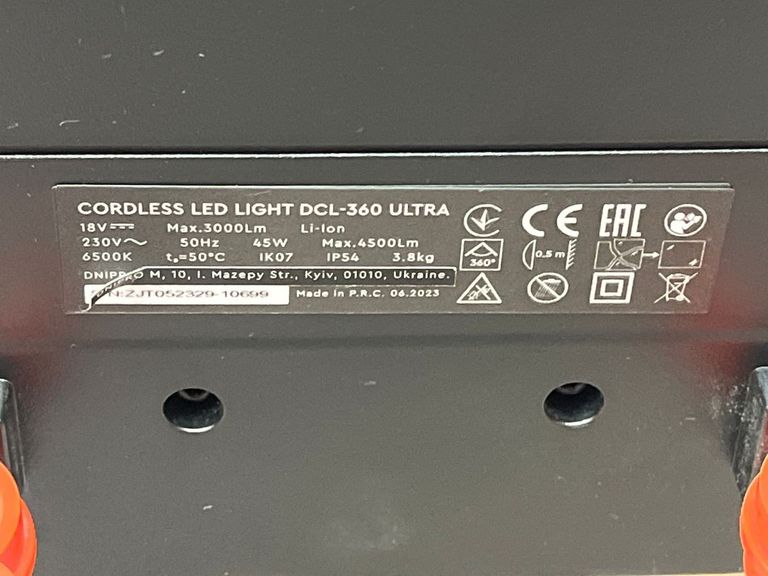 CORDLESS LED LIGHT DCL-360 ULTRA
18V Max.3000Lm Li-Ion
230V~ 50Hz 45W Max.4500Lm
6500K tₐ=50°C IK07 IP54 3.8kg
DNIPRO M, 10, I. Mazepy Str., Kyiv, 01010, Ukraine.
S/N:ZJT052329-10699 Made in P.R.C. 06.2023
CE EAC
360° 0.5 m